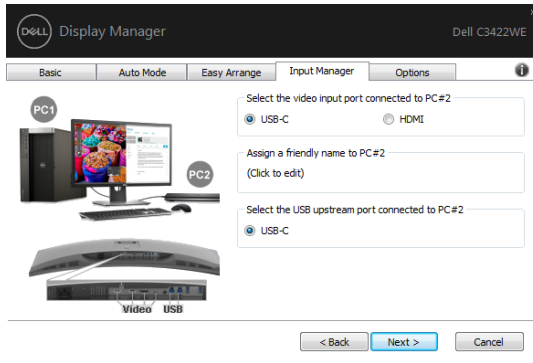 DELL Display Manager
Dell C3422WE
Basic
Auto Mode
Easy Arrange
Input Manager
Options
PC1
PC2
Video USB
Select the video input port connected to PC#2
USB-C
HDMI
Assign a friendly name to PC#2
(Click to edit)
Select the USB upstream port connected to PC#2
USB-C
< Back
Next >
Cancel